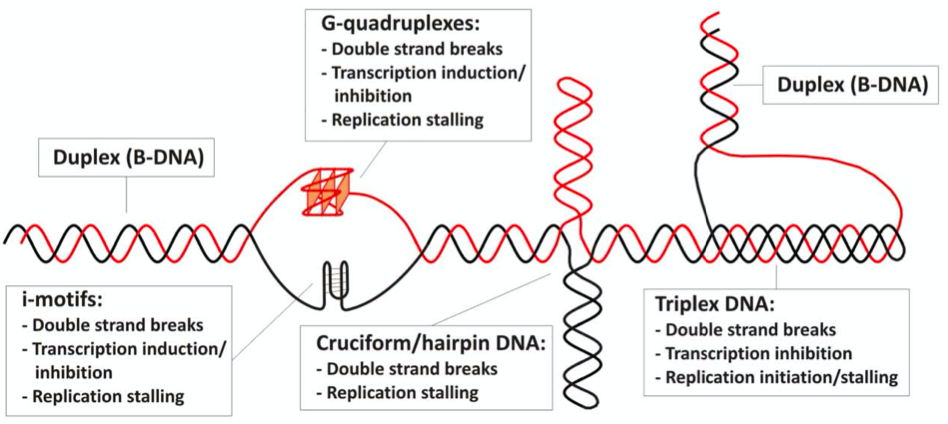 G-quadruplexes:
- Double strand breaks
- Transcription induction/
inhibition
- Replication stalling
Duplex (B-DNA)
Duplex (B-DNA)
i-motifs:
- Double strand breaks
- Transcription induction/
inhibition
- Replication stalling
Cruciform/hairpin DNA:
- Double strand breaks
- Replication stalling
Triplex DNA:
- Double strand breaks
- Transcription inhibition
- Replication initiation/stalling